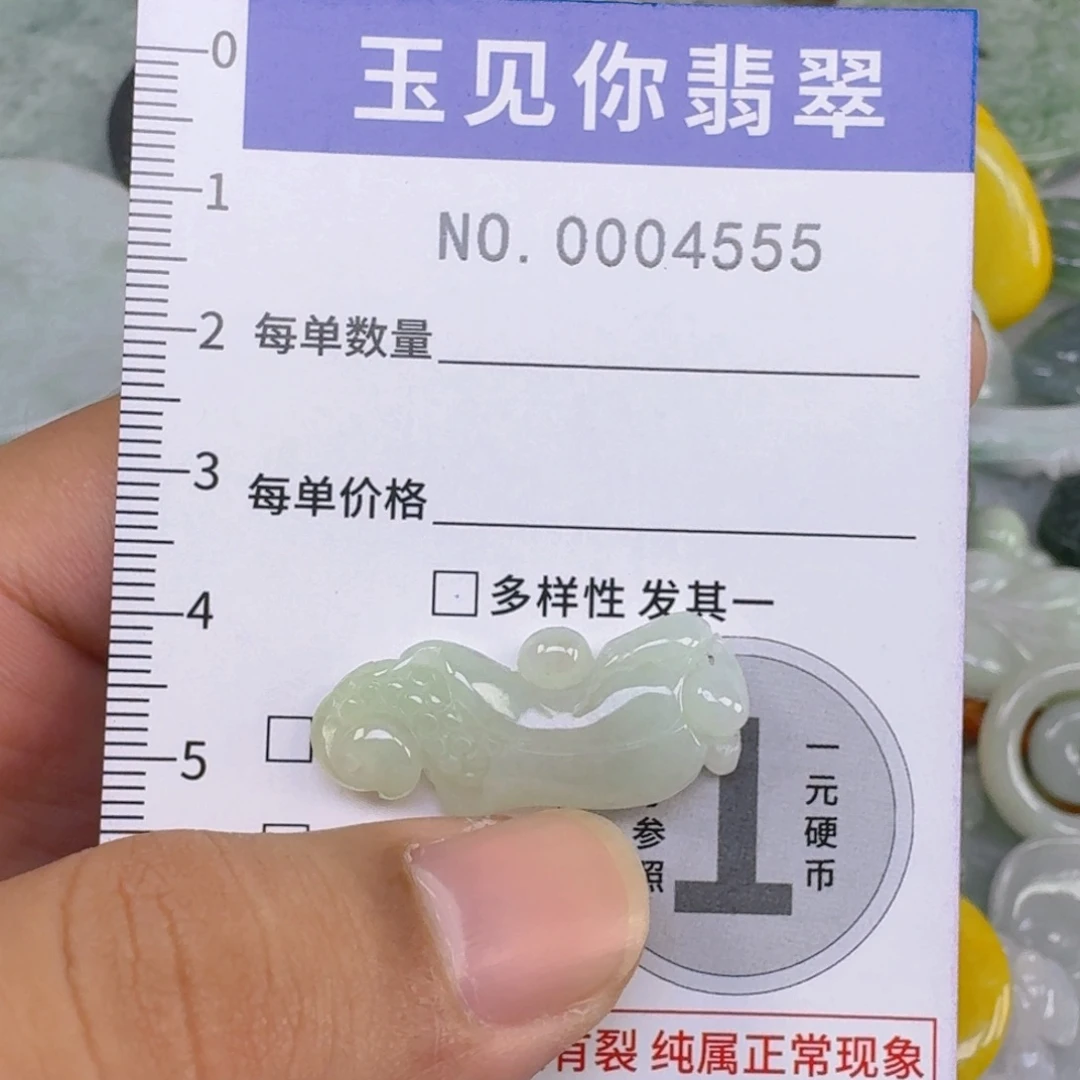 玉见你翡翠
NO. 0004555
0
1
2
3
4
5
每单数量
每单价格
多样性 发其一
1
一元硬币
参照
有裂 纯属正常现象